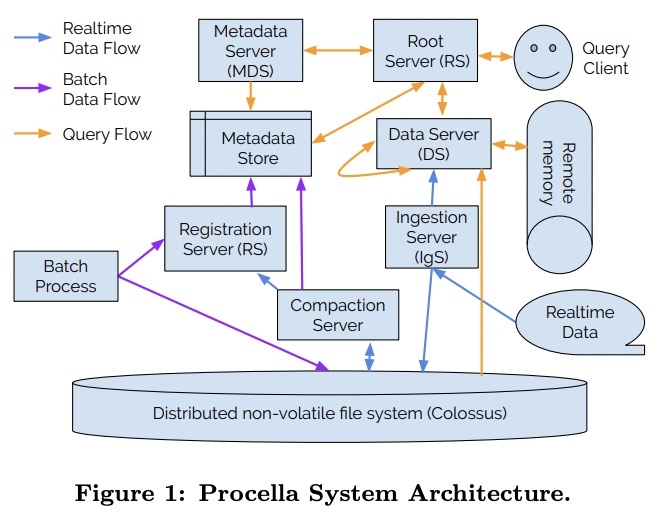 Realtime
Data Flow
Batch
Data Flow
Query Flow
Metadata
Server
(MDS)
Root
Server (RS)
Query
Client
Metadata
Store
Data Server
(DS)
Remote
memory
Registration
Server (RS)
Ingestion
Server
(IgS)
Batch
Process
Compaction
Server
Realtime
Data
Distributed non-volatile file system (Colossus)
Figure 1: Procella System Architecture.